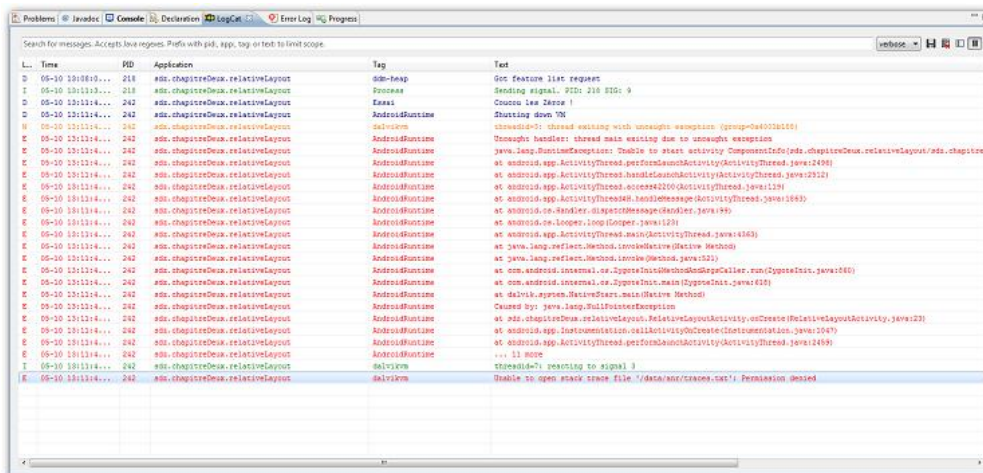 Problems @ Javadoc Console Declaration LogCat Error Log Progress
Search for messages. Accepts Java regexes. Prefix with pid:, app:, tag: or text: to limit scope. verbose
L... Time PID Application Tag Text
D 05-10 13:08:0... 218 sdz.chapitreDeux.relativeLayout ddm-heap Got feature list request
I 05-10 13:11:3... 218 sdz.chapitreDeux.relativeLayout Process Sending signal. PID: 218 SIG: 9
D 05-10 13:11:4... 242 sdz.chapitreDeux.relativeLayout Essai Coucou les Zéros !
D 05-10 13:11:4... 242 sdz.chapitreDeux.relativeLayout AndroidRuntime Shutting down VM
W 05-10 13:11:4... 242 sdz.chapitreDeux.relativeLayout dalvikvm threadid=3: thread exiting with uncaught exception
E 05-10 13:11:4... 242 sdz.chapitreDeux.relativeLayout AndroidRuntime Uncaught handler: thread main exiting due to uncaught exception
E 05-10 13:11:4... 242 sdz.chapitreDeux.relativeLayout AndroidRuntime java.lang.RuntimeException: Unable to start activity ComponentInfo{sdz.chapitreDeux.relativeLayout/sdz.chapitre
E 05-10 13:11:4... 242 sdz.chapitreDeux.relativeLayout AndroidRuntime at android.app.ActivityThread.performLaunchActivity(ActivityThread.java:2496)
E 05-10 13:11:4... 242 sdz.chapitreDeux.relativeLayout AndroidRuntime at android.app.ActivityThread.handleLaunchActivity(ActivityThread.java:2512)
E 05-10 13:11:4... 242 sdz.chapitreDeux.relativeLayout AndroidRuntime at android.app.ActivityThread.access$2200(ActivityThread.java:119)
E 05-10 13:11:4... 242 sdz.chapitreDeux.relativeLayout AndroidRuntime at android.app.ActivityThread$H.handleMessage(ActivityThread.java:1863)
E 05-10 13:11:4... 242 sdz.chapitreDeux.relativeLayout AndroidRuntime at android.os.Handler.dispatchMessage(Handler.java:99)
E 05-10 13:11:4... 242 sdz.chapitreDeux.relativeLayout AndroidRuntime at android.os.Looper.loop(Looper.java:123)
E 05-10 13:11:4... 242 sdz.chapitreDeux.relativeLayout AndroidRuntime at android.app.ActivityThread.main(ActivityThread.java:4363)
E 05-10 13:11:4... 242 sdz.chapitreDeux.relativeLayout AndroidRuntime at java.lang.reflect.Method.invokeNative(Native Method)
E 05-10 13:11:4... 242 sdz.chapitreDeux.relativeLayout AndroidRuntime at java.lang.reflect.Method.invoke(Method.java:521)
E 05-10 13:11:4... 242 sdz.chapitreDeux.relativeLayout AndroidRuntime at com.android.internal.os.ZygoteInit$MethodAndArgsCaller.run(ZygoteInit.java:860)
E 05-10 13:11:4... 242 sdz.chapitreDeux.relativeLayout AndroidRuntime at com.android.internal.os.ZygoteInit.main(ZygoteInit.java:618)
E 05-10 13:11:4... 242 sdz.chapitreDeux.relativeLayout AndroidRuntime at dalvik.system.NativeStart.main(Native Method)
E 05-10 13:11:4... 242 sdz.chapitreDeux.relativeLayout AndroidRuntime Caused by: java.lang.NullPointerException
E 05-10 13:11:4... 242 sdz.chapitreDeux.relativeLayout AndroidRuntime at sdz.chapitreDeux.relativeLayout.RelativeLayoutActivity.onCreate(RelativeLayoutActivity.java:23)
E 05-10 13:11:4... 242 sdz.chapitreDeux.relativeLayout AndroidRuntime at android.app.Instrumentation.callActivityOnCreate(Instrumentation.java:1047)
E 05-10 13:11:4... 242 sdz.chapitreDeux.relativeLayout AndroidRuntime at android.app.ActivityThread.performLaunchActivity(ActivityThread.java:2459)
E 05-10 13:11:4... 242 sdz.chapitreDeux.relativeLayout AndroidRuntime ... 11 more
I 05-10 13:11:4... 242 sdz.chapitreDeux.relativeLayout dalvikvm threadid=7: reacting to signal 3
E 05-10 13:11:4... 242 sdz.chapitreDeux.relativeLayout dalvikvm Unable to open stack trace file '/data/anr/traces.txt': Permission denied